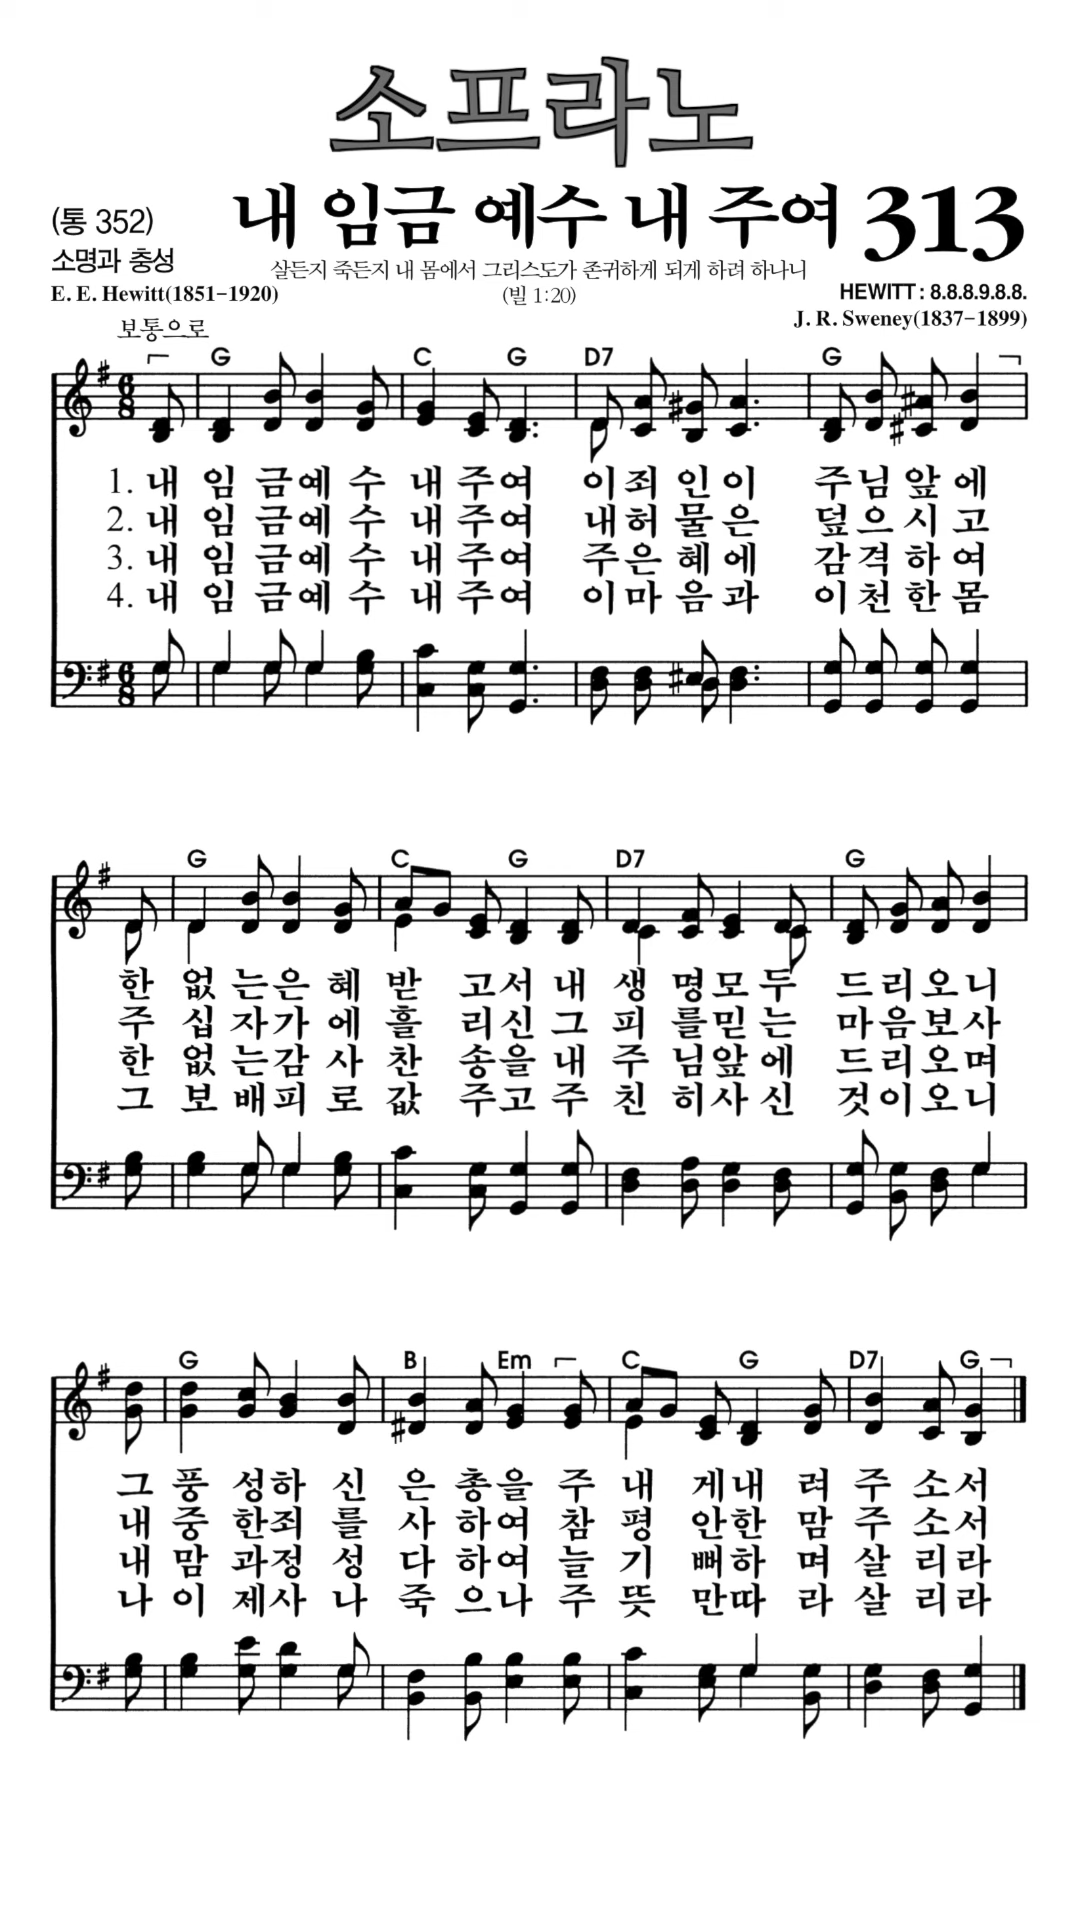 소프라노
(통 352) 내 임금 예수 내 주여 313
소명과 충성 살든지 죽든지 내 몸에서 그리스도가 존귀하게 되게 하려 하나니
E. E. Hewitt(1851-1920) (빌 1:20) HEWITT : 8.8.8.9.8.8.
J. R. Sweney(1837-1899)
보통으로
G C G D7 G
6 8
1. 내 임 금예 수 내 주여 이죄 인이 주님 앞에
2. 내 임 금예 수 내 주여 내허 물은 덮으시고
3. 내 임 금예 수 내 주여 주은혜에 감격하여
4. 내 임 금예 수 내 주여 이마음과 이천한몸
6 8
G C G D7 G
한 없 는은 혜 받 고서 내 생 명모두 드리오니
주 십 자가 에 흘 리신 그 피 를믿는 마음보사
한 없 는감 사 찬 송을 내 주 님앞에 드리오며
그 보 배피 로 값 주고 주 친 히사신 것이오니
G B Em C G D7 G
그 풍 성하 신 은 총을 주 내 게내 려 주 소서
내 중 한죄 를 사 하여 참 평 안한 맘 주 소서
내 맘 과정 성 다 하여 늘 기 뻐하 며 살 리라
나 이 제사 나 죽 으나 주 뜻 만따 라 살 리라